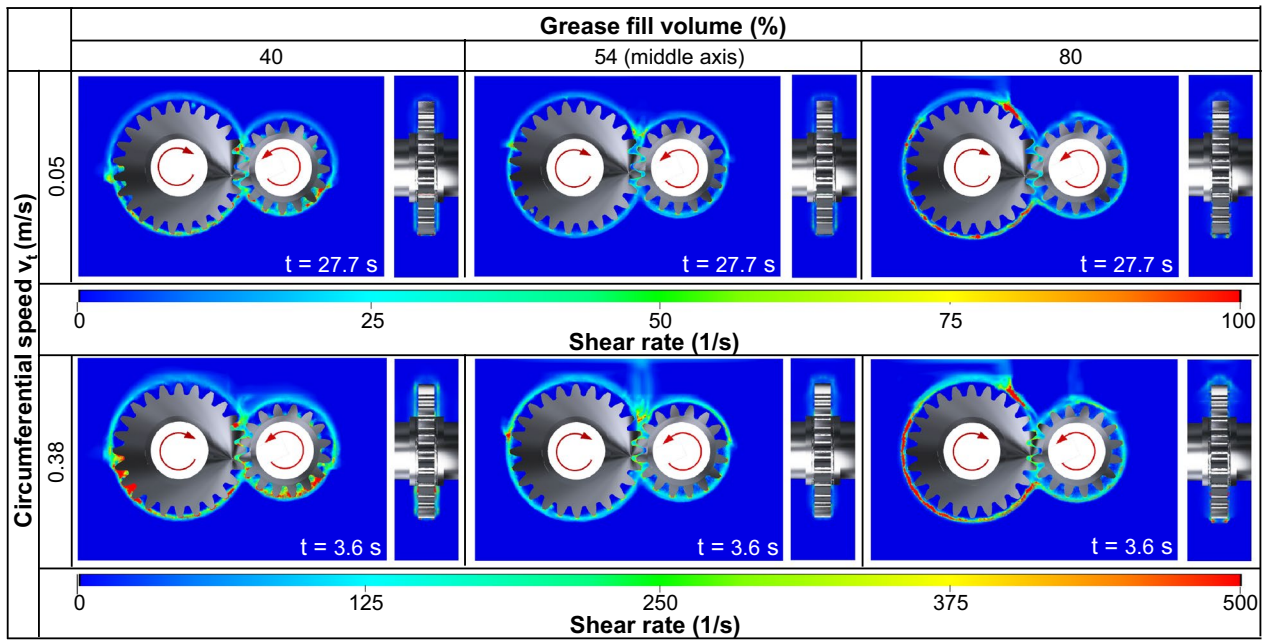 Grease fill volume (%)
40 54 (middle axis) 80
Circumferential speed vt (m/s)
0.05
t = 27.7 s t = 27.7 s t = 27.7 s
0 25 50 75 100
Shear rate (1/s)
0.38
t = 3.6 s t = 3.6 s t = 3.6 s
0 125 250 375 500
Shear rate (1/s)